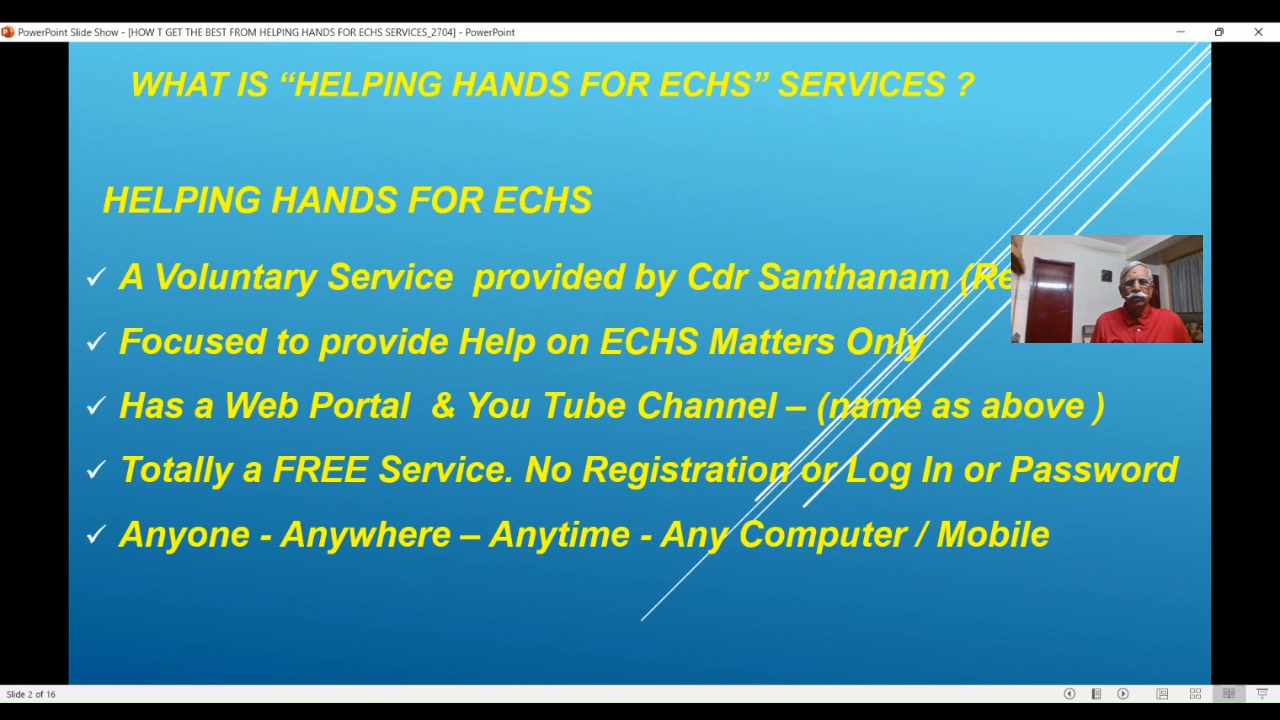 PowerPoint Slide Show - [HOW T GET THE BEST FROM HELPING HANDS FOR ECHS SERVICES_2704] - PowerPoint
WHAT IS “HELPING HANDS FOR ECHS” SERVICES ?
HELPING HANDS FOR ECHS
A Voluntary Service provided by Cdr Santhanam (Re
Focused to provide Help on ECHS Matters Only
Has a Web Portal & You Tube Channel – (name as above )
Totally a FREE Service. No Registration or Log In or Password
Anyone - Anywhere – Anytime - Any Computer / Mobile
Slide 2 of 16